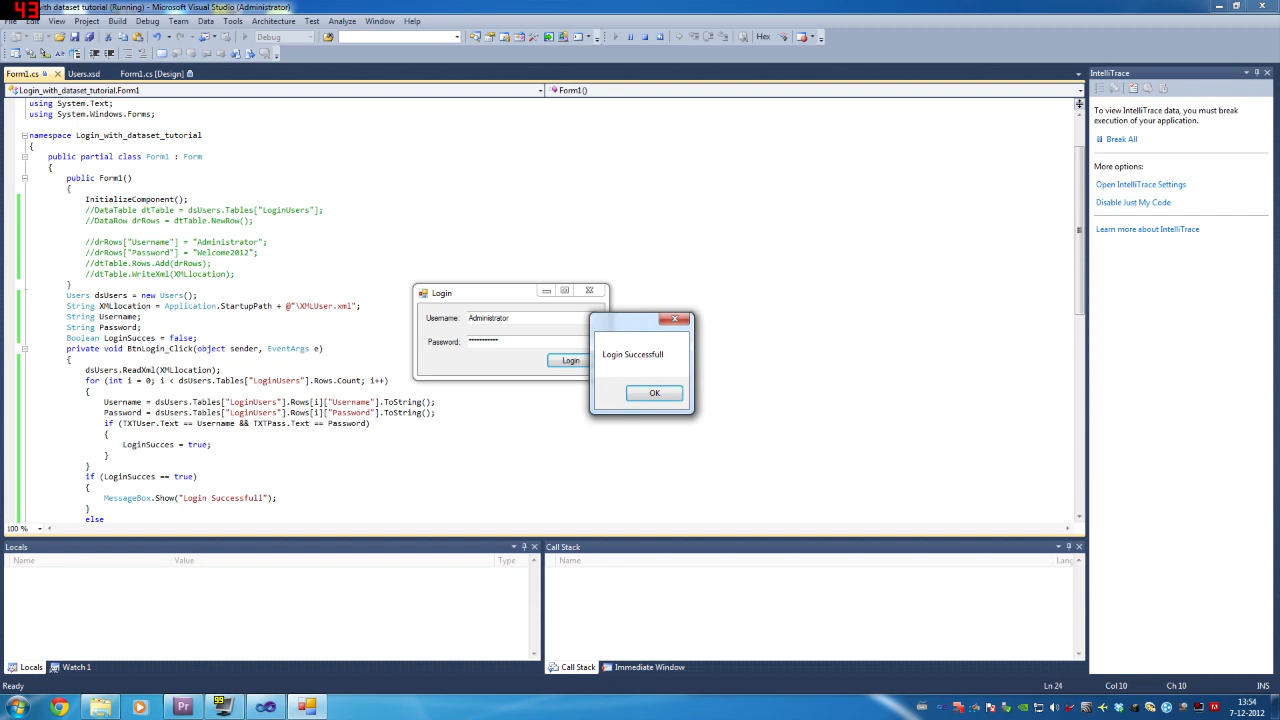 43
with dataset tutorial (Running) - Microsoft Visual Studio (Administrator)
File Edit View Project Build Debug Team Data Tools Architecture Test Analyze Window Help
Debug
Hex
Form1.cs Users.xsd Form1.cs [Design]
Login_with_dataset_tutorial.Form1 Form1()
using System.Text;
using System.Windows.Forms;
namespace Login_with_dataset_tutorial
{
public partial class Form1 : Form
{
public Form1()
{
InitializeComponent();
//DataTable dtTable = dsUsers.Tables["LoginUsers"];
//DataRow drRows = dtTable.NewRow();
//drRows["Username"] = "Administrator";
//drRows["Password"] = "Welcome2012";
//dtTable.Rows.Add(drRows);
//dtTable.WriteXml(XMLlocation);
}
Users dsUsers = new Users();
String XMLlocation = Application.StartupPath + @"\XMLUser.xml";
String Username;
String Password;
Boolean LoginSucces = false;
private void BtnLogin_Click(object sender, EventArgs e)
{
dsUsers.ReadXml(XMLlocation);
for (int i = 0; i < dsUsers.Tables["LoginUsers"].Rows.Count; i++)
{
Username = dsUsers.Tables["LoginUsers"].Rows[i]["Username"].ToString();
Password = dsUsers.Tables["LoginUsers"].Rows[i]["Password"].ToString();
if (TXTUser.Text == Username && TXTPass.Text == Password)
{
LoginSucces = true;
}
}
if (LoginSucces == true)
{
MessageBox.Show("Login Successfull");
}
else
100 %
Login
Username: Administrator
Password: ***********
Login
Login Successfull
OK
IntelliTrace
To view IntelliTrace data, you must break
execution of your application.
Break All
More options:
Open IntelliTrace Settings
Disable Just My Code
Learn more about IntelliTrace
Locals
Name Value Type
Call Stack
Name Lang
Locals Watch 1
Call Stack Immediate Window
Ready Ln 24 Col 10 Ch 10 INS
Pr
99
13:54
7-12-2012